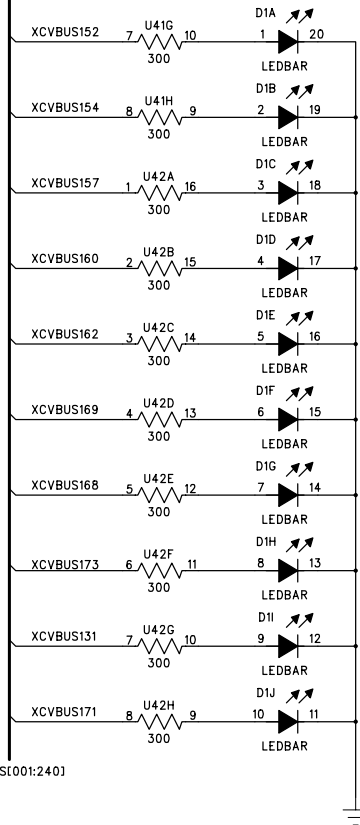 D1A
XCVBUS152 7 U41G 10 1 20
300 LEDBAR
D1B
XCVBUS154 8 U41H 9 2 19
300 LEDBAR
D1C
XCVBUS157 1 U42A 16 3 18
300 LEDBAR
D1D
XCVBUS160 2 U42B 15 4 17
300 LEDBAR
D1E
XCVBUS162 3 U42C 14 5 16
300 LEDBAR
D1F
XCVBUS169 4 U42D 13 6 15
300 LEDBAR
D1G
XCVBUS168 5 U42E 12 7 14
300 LEDBAR
D1H
XCVBUS173 6 U42F 11 8 13
300 LEDBAR
D1I
XCVBUS131 7 U42G 10 9 12
300 LEDBAR
D1J
XCVBUS171 8 U42H 9 10 11
300 LEDBAR
S[001:240]